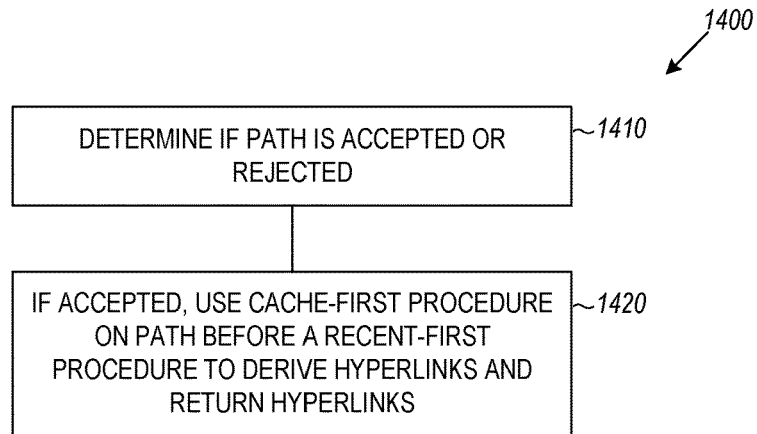 1400
DETERMINE IF PATH IS ACCEPTED OR
REJECTED
1410
IF ACCEPTED, USE CACHE-FIRST PROCEDURE
ON PATH BEFORE A RECENT-FIRST
PROCEDURE TO DERIVE HYPERLINKS AND
RETURN HYPERLINKS
1420